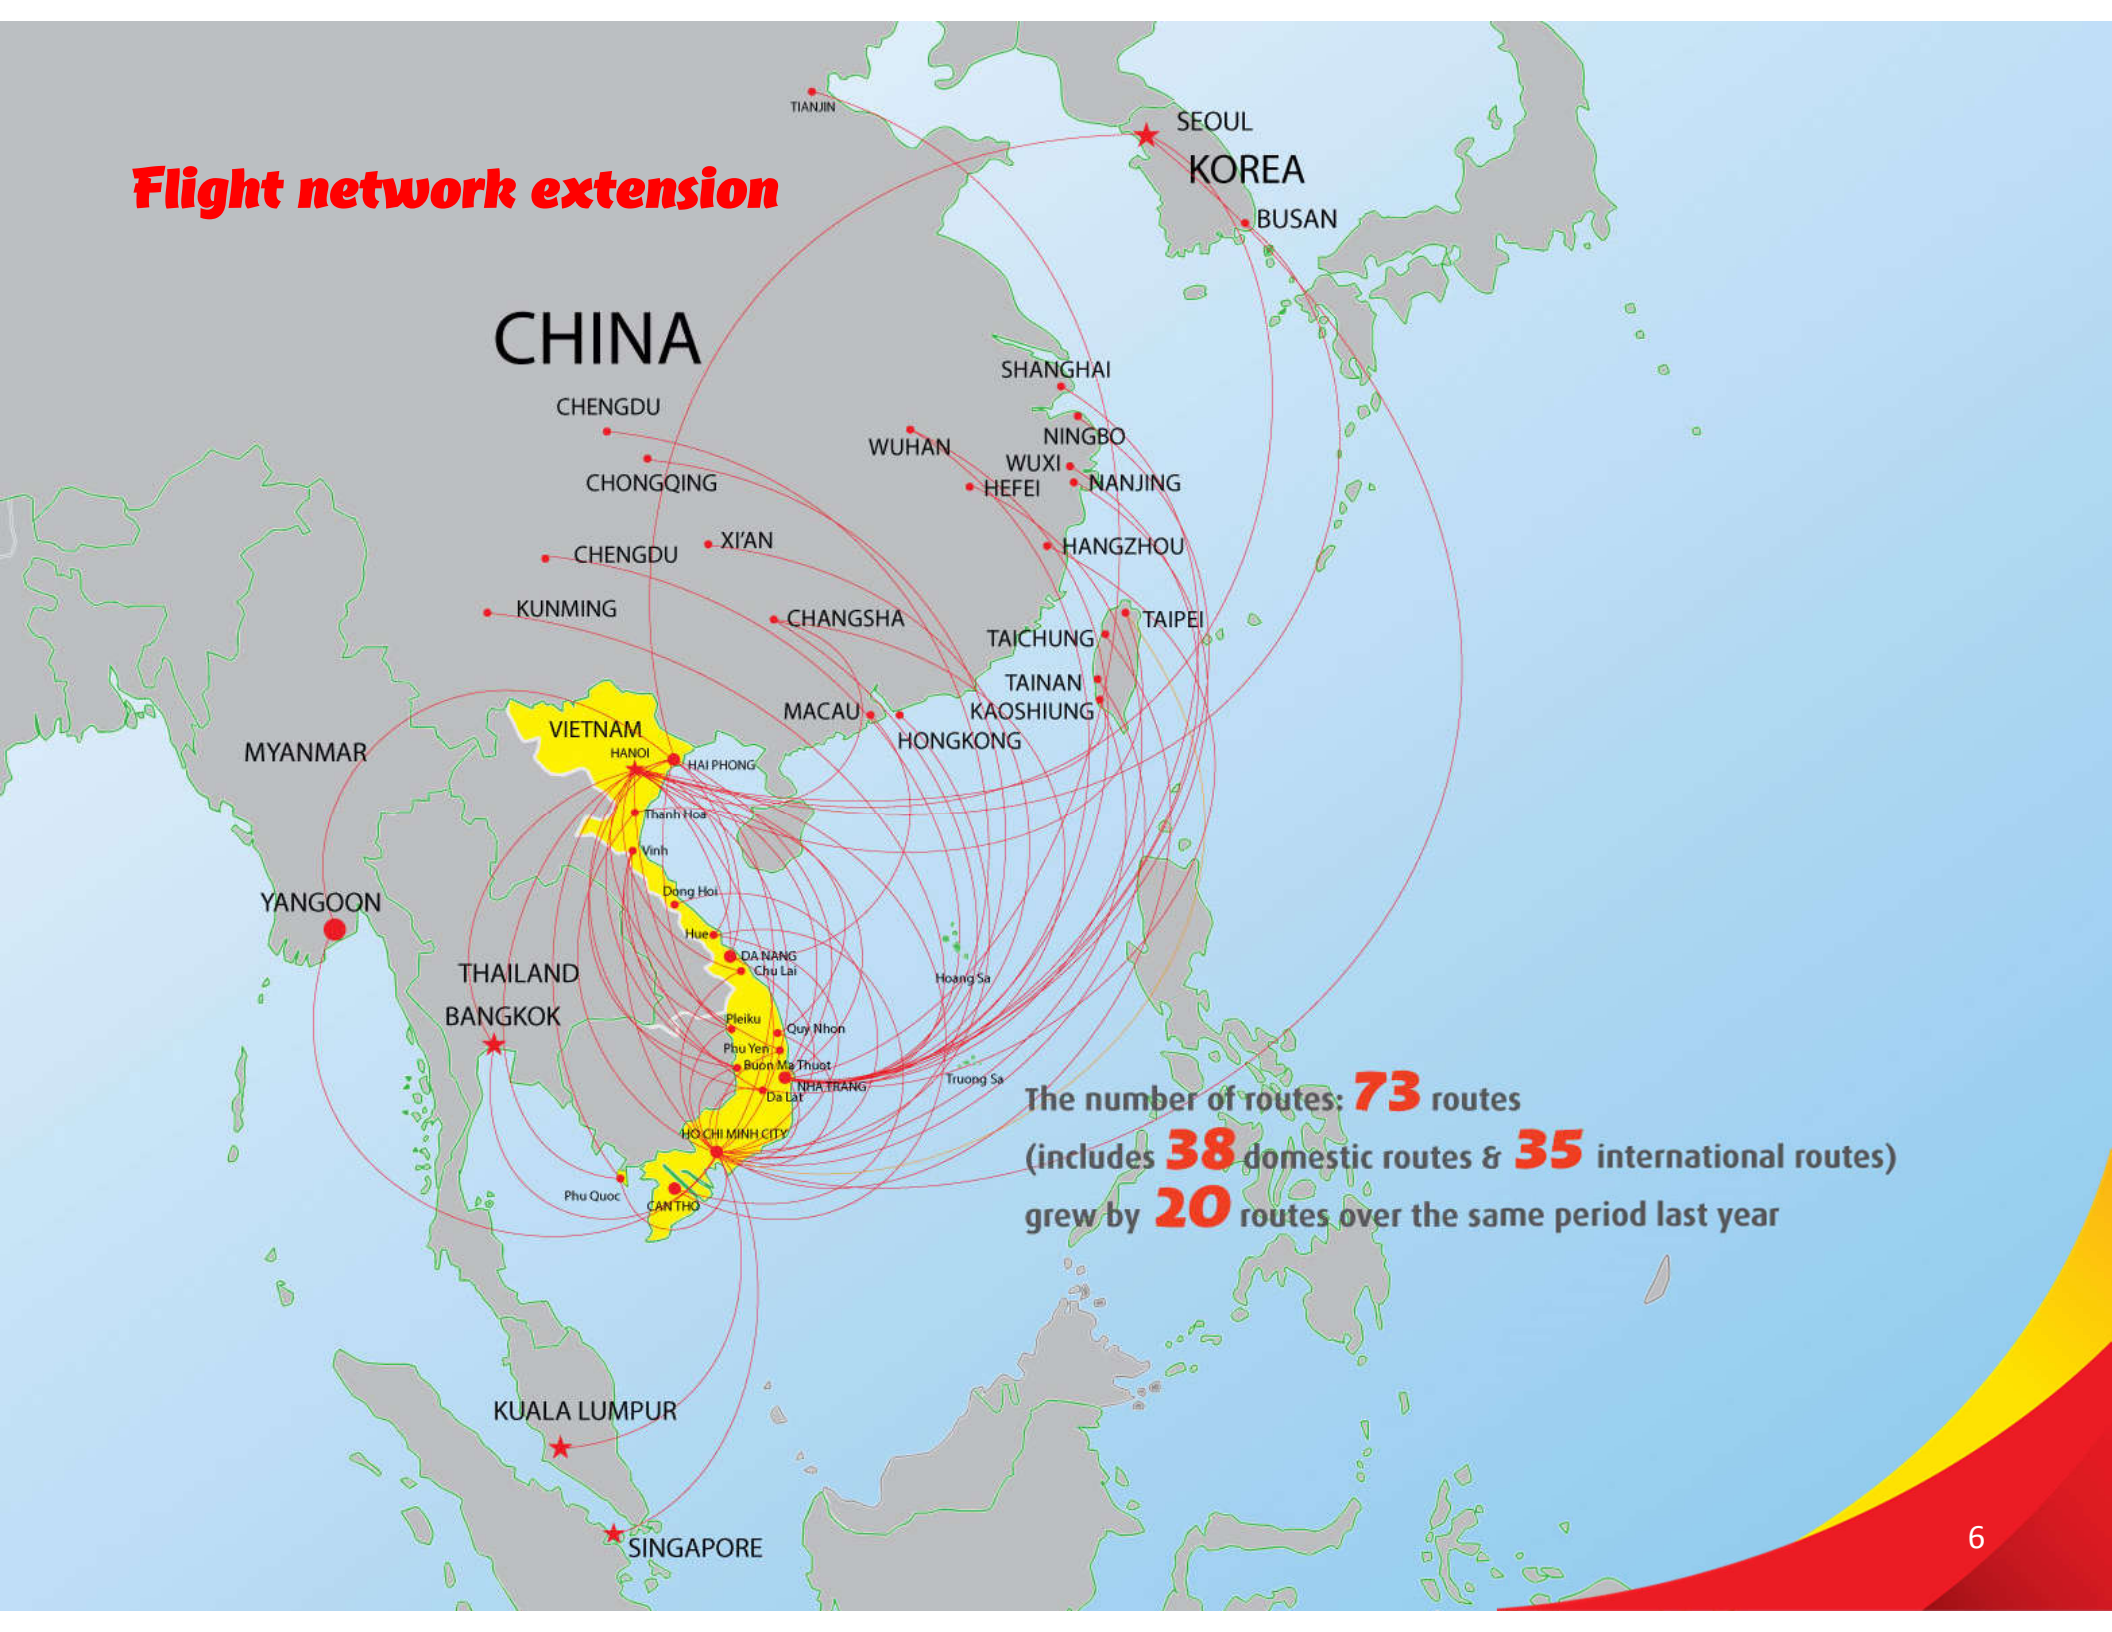 TIANJIN
SEOUL
Flight network extension
KOREA
BUSAN
CHINA
SHANGHAI
CHENGDU
WUHAN
NINGBO
WUXI
CHONGQING
HEFEI
NANJING
XI'AN
HANGZHOU
CHENGDU
KUNMING
CHANGSHA
TAIPEI
TAICHUNG
TAINAN
MACAU
KAOSHIUNG
VIETNAM
HONGKONG
MYANMAR
HANOI
HAI PHONG
Thanh Hoa
Vinh
Dong Hoi
YANGOON
Hue
DA NANG
THAILAND
Chu Lai
Hoang Sa
BANGKOK
Pleiku
Quy Nhon
Phu Yen
Buon Ma Thuot
Truong Sa
NHA TRANG
Da Lat
The number of routes: 73 routes
HO CHI MINH CITY
(includes 38 domestic routes & 35 international routes)
Phu Quoc
CAN THO
grew by 20 routes over the same period last year
KUALA LUMPUR
SINGAPORE
6